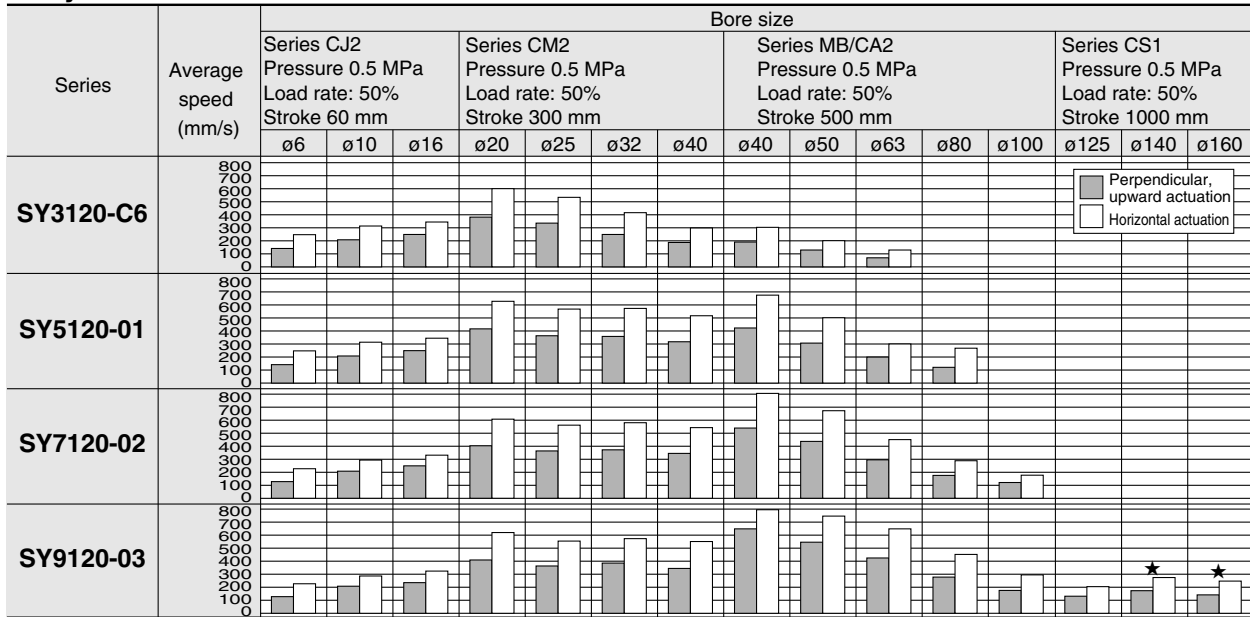 Bore size
Series
Average
speed
(mm/s)
Series CJ2
Pressure 0.5 MPa
Load rate: 50%
Stroke 60 mm
Series CM2
Pressure 0.5 MPa
Load rate: 50%
Stroke 300 mm
Series MB/CA2
Pressure 0.5 MPa
Load rate: 50%
Stroke 500 mm
Series CS1
Pressure 0.5 MPa
Load rate: 50%
Stroke 1000 mm
ø6 ø10 ø16 ø20 ø25 ø32 ø40 ø40 ø50 ø63 ø80 ø100 ø125 ø140 ø160
SY3120-C6
800
700
600
500
400
300
200
100
0
Perpendicular,
upward actuation
Horizontal actuation
SY5120-01
800
700
600
500
400
300
200
100
0
SY7120-02
800
700
600
500
400
300
200
100
0
SY9120-03
800
700
600
500
400
300
200
100
0
★ ★